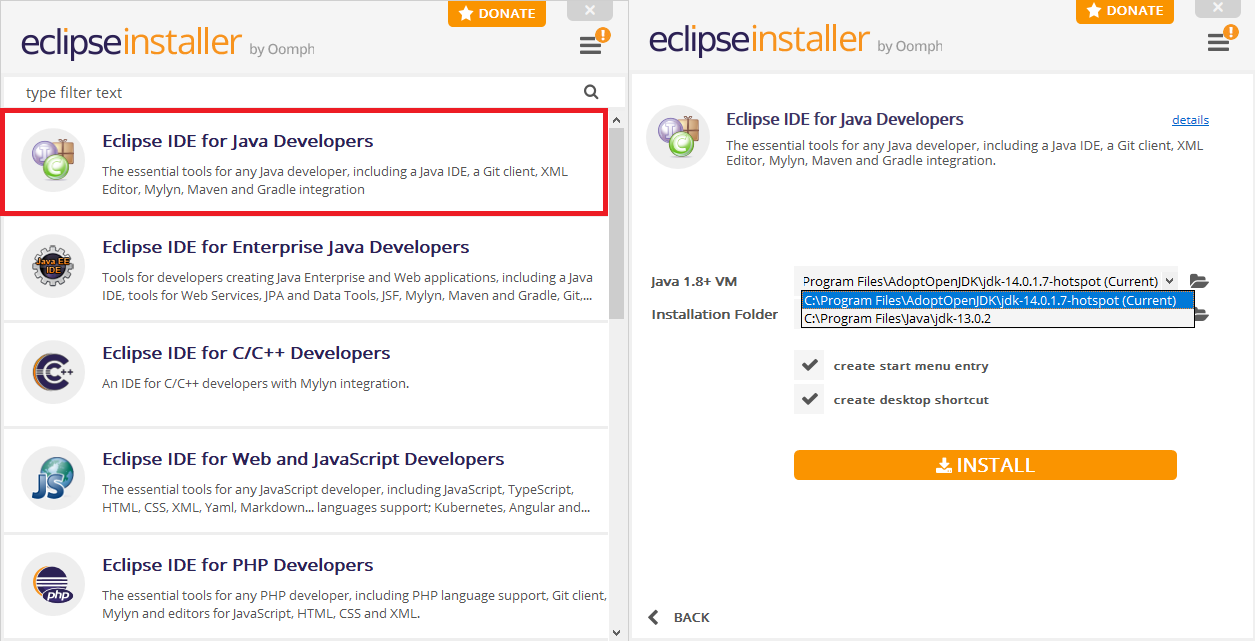 DONATE
eclipseinstaller by Oomph
type filter text
Eclipse IDE for Java Developers
The essential tools for any Java developer, including a Java IDE, a Git client, XML
Editor, Mylyn, Maven and Gradle integration
Java EE
IDE
Eclipse IDE for Enterprise Java Developers
Tools for developers creating Java Enterprise and Web applications, including a Java
IDE, tools for Web Services, JPA and Data Tools, JSF, Mylyn, Maven and Gradle, Git,...
C++
Eclipse IDE for C/C++ Developers
An IDE for C/C++ developers with Mylyn integration.
JS
Eclipse IDE for Web and JavaScript Developers
The essential tools for any JavaScript developer, including JavaScript, TypeScript,
HTML, CSS, XML, Yaml, Markdown... languages support; Kubernetes, Angular and...
php
Eclipse IDE for PHP Developers
The essential tools for any PHP developer, including PHP language support, Git client,
Mylyn and editors for JavaScript, HTML, CSS and XML.
DONATE
eclipseinstaller by Oomph
Eclipse IDE for Java Developers
details
The essential tools for any Java developer, including a Java IDE, a Git client, XML
Editor, Mylyn, Maven and Gradle integration.
Java 1.8+ VM
Program Files\AdoptOpenJDK\jdk-14.0.1.7-hotspot (Current)
C:\Program Files\AdoptOpenJDK\jdk-14.0.1.7-hotspot (Current)
Installation Folder
C:\Program Files\Java\jdk-13.0.2
create start menu entry
create desktop shortcut
INSTALL
BACK